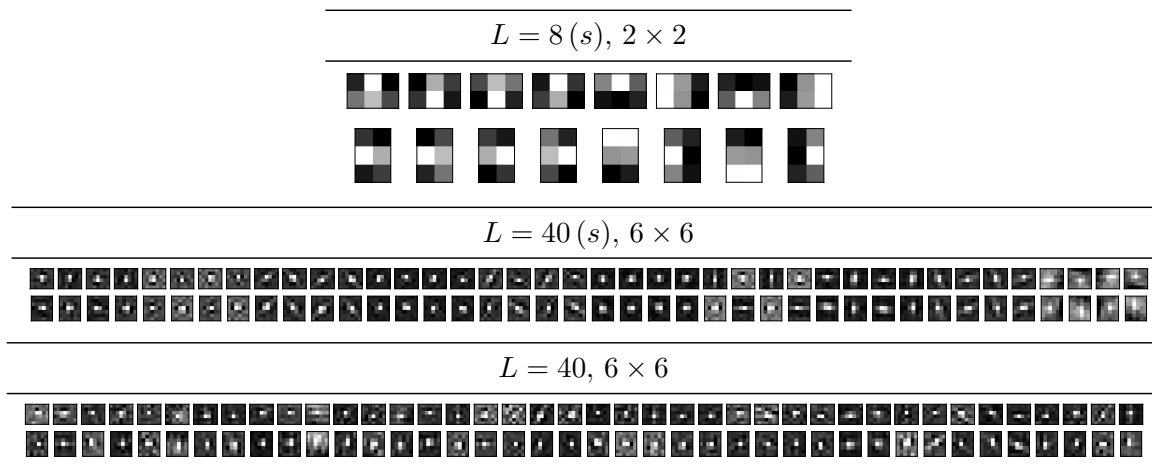 L = 8 (s), 2 × 2
L = 40 (s), 6 × 6
L = 40, 6 × 6